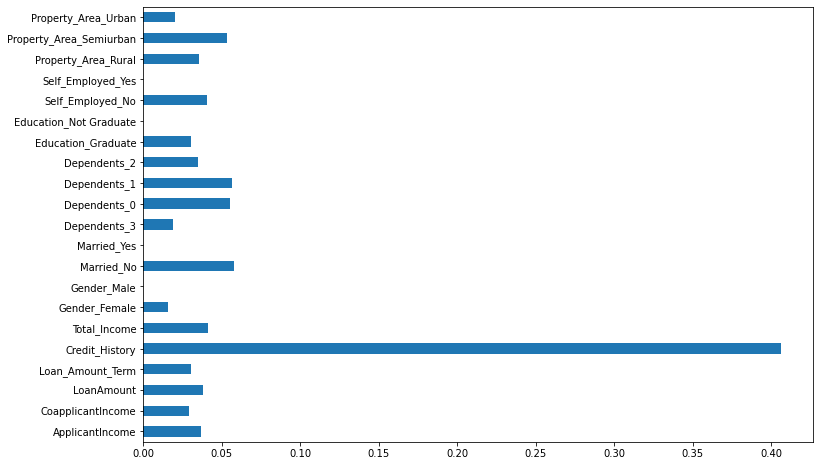 Property_Area_Urban
Property_Area_Semiurban
Property_Area_Rural
Self_Employed_Yes
Self_Employed_No
Education_Not Graduate
Education_Graduate
Dependents_2
Dependents_1
Dependents_0
Dependents_3
Married_Yes
Married_No
Gender_Male
Gender_Female
Total_Income
Credit_History
Loan_Amount_Term
LoanAmount
CoapplicantIncome
ApplicantIncome
0.00 0.05 0.10 0.15 0.20 0.25 0.30 0.35 0.40